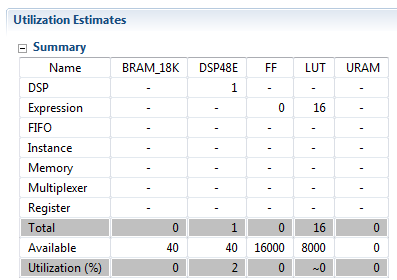 Utilization Estimates
Summary
Name BRAM_18K DSP48E FF LUT URAM
DSP - 1 - - -
Expression - - 0 16 -
FIFO - - - - -
Instance - - - - -
Memory - - - - -
Multiplexer - - - - -
Register - - - - -
Total 0 1 0 16 0
Available 40 40 16000 8000 0
Utilization (%) 0 2 0 ~0 0